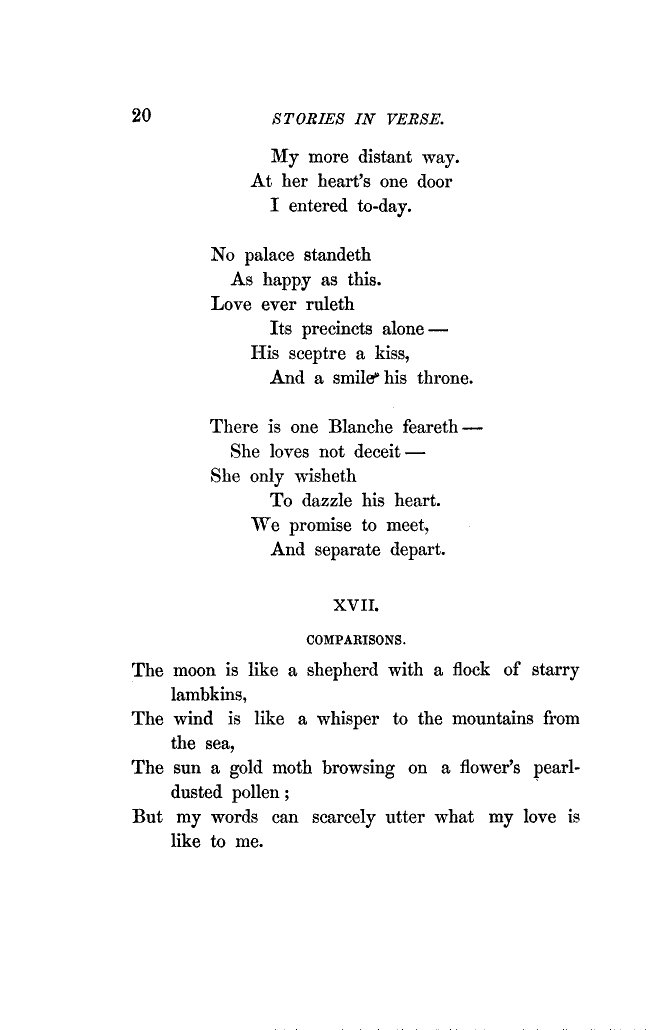 20 STORIES IN VERSE.
My more distant way.
At her heart's one door
I entered to-day.
No palace standeth
As happy as this.
Love ever ruleth
Its precincts alone —
His sceptre a kiss,
And a smile his throne.
There is one Blanche feareth —
She loves not deceit —
She only wisheth
To dazzle his heart.
We promise to meet,
And separate depart.
XVII.
COMPARISONS.
The moon is like a shepherd with a flock of starry
lambkins,
The wind is like a whisper to the mountains from
the sea,
The sun a gold moth browsing on a flower's pearl-
dusted pollen ;
But my words can scarcely utter what my love is
like to me.